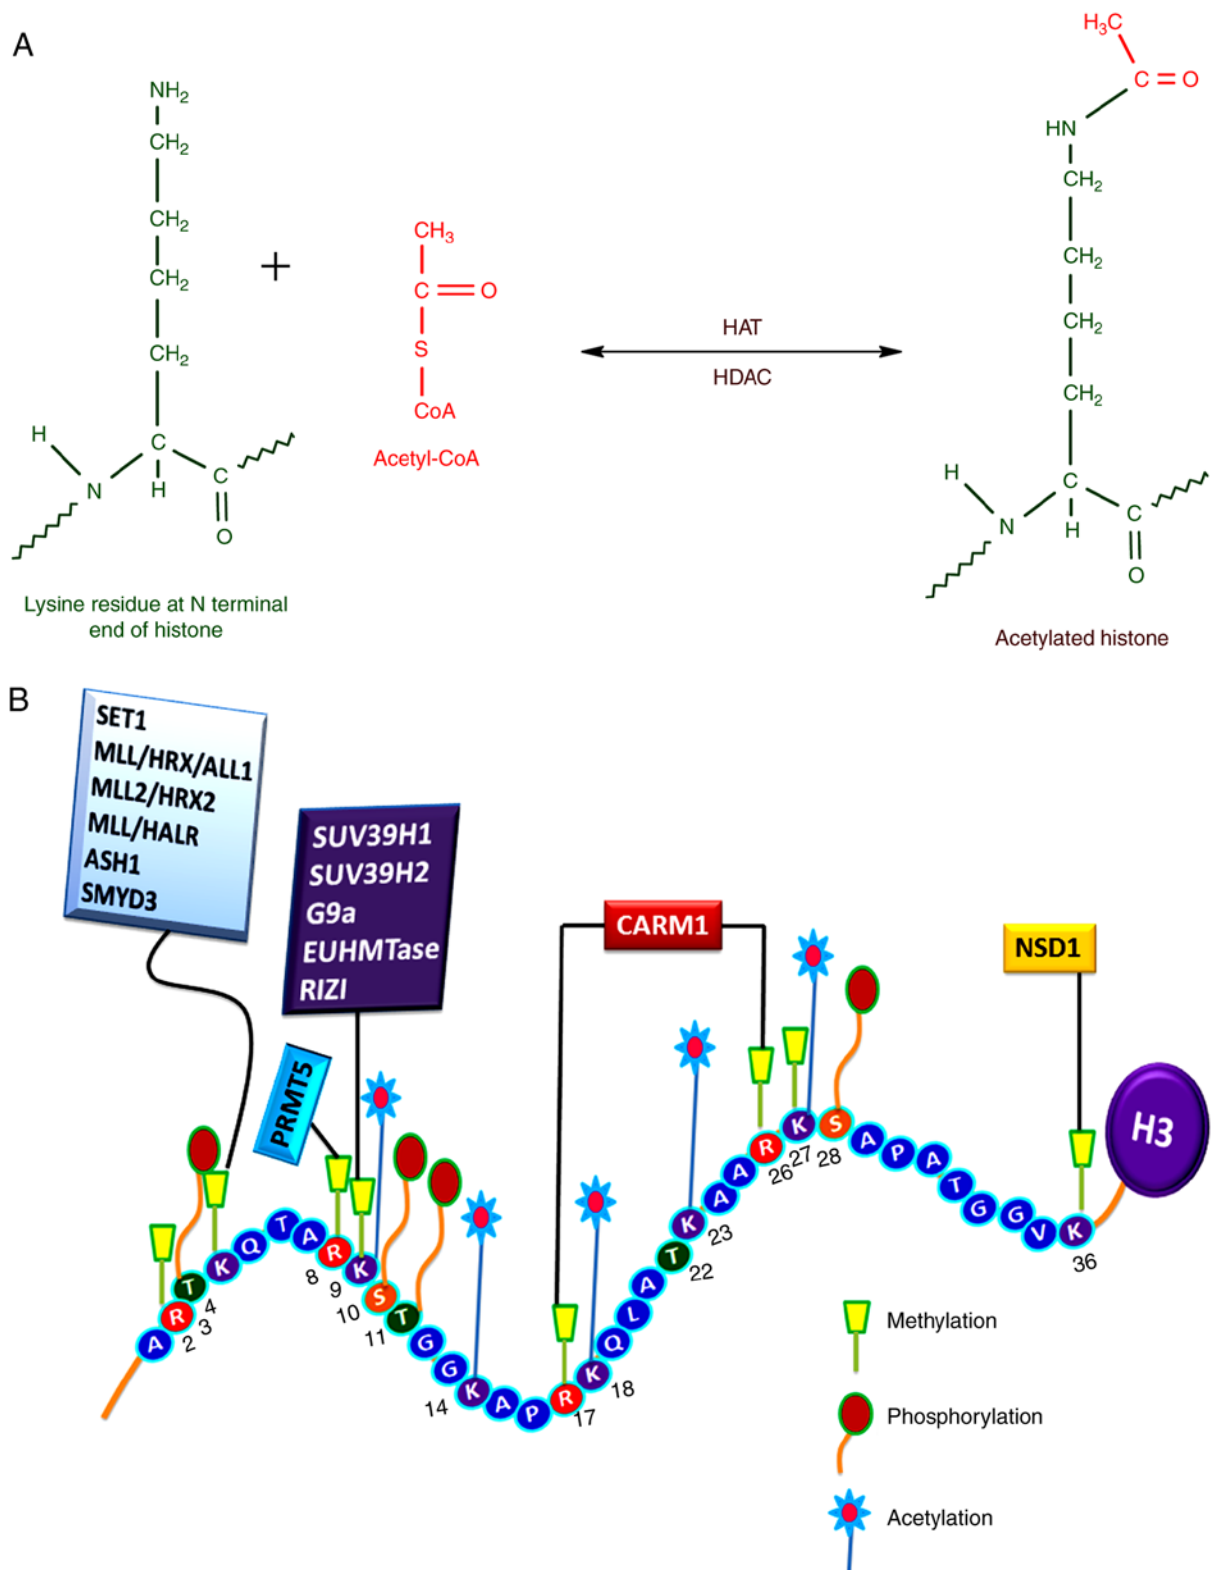 A
NH2
CH2
CH2
CH2
CH2
H
N
C
H
C
O
Lysine residue at N terminal
end of histone
+
CH3
C=O
S
CoA
Acetyl-CoA
HAT
HDAC
H3C
C=O
HN
CH2
CH2
CH2
CH2
H
N
C
H
C
O
Acetylated histone
B
SET1
MLL/HRX/ALL1
MLL2/HRX2
MLL/HALR
ASH1
SMYD3
SUV39H1
SUV39H2
G9a
EUHMTase
RIZI
PRMT5
CARM1
NSD1
H3
A R T K Q T A R K S T G G K A P R K Q L A T K A A R K S A P A T G G V K
2 3 4 8 9 10 11 14 17 18 22 23 26 27 28 36
Methylation
Phosphorylation
Acetylation